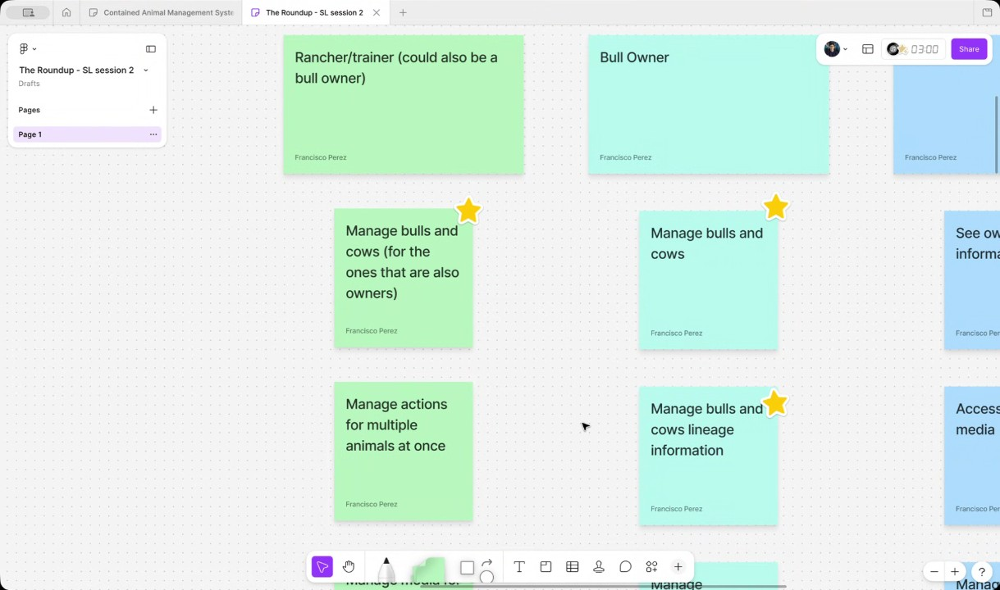 Contained Animal Management Syste
The Roundup - SL session 2
The Roundup - SL session 2
Drafts
Pages
Page 1
03:00
Share
Rancher/trainer (could also be a
bull owner)
Francisco Perez
Bull Owner
Francisco Perez
Francisco Perez
Manage bulls and
cows (for the
ones that are also
owners)
Francisco Perez
Manage bulls and
cows
Francisco Perez
See ow
informa
Francisco Per
Manage actions
for multiple
animals at once
Francisco Perez
Manage bulls and
cows lineage
information
Francisco Perez
Access
media
Francisco Per
Manage media for
Manage
Manag
T
?